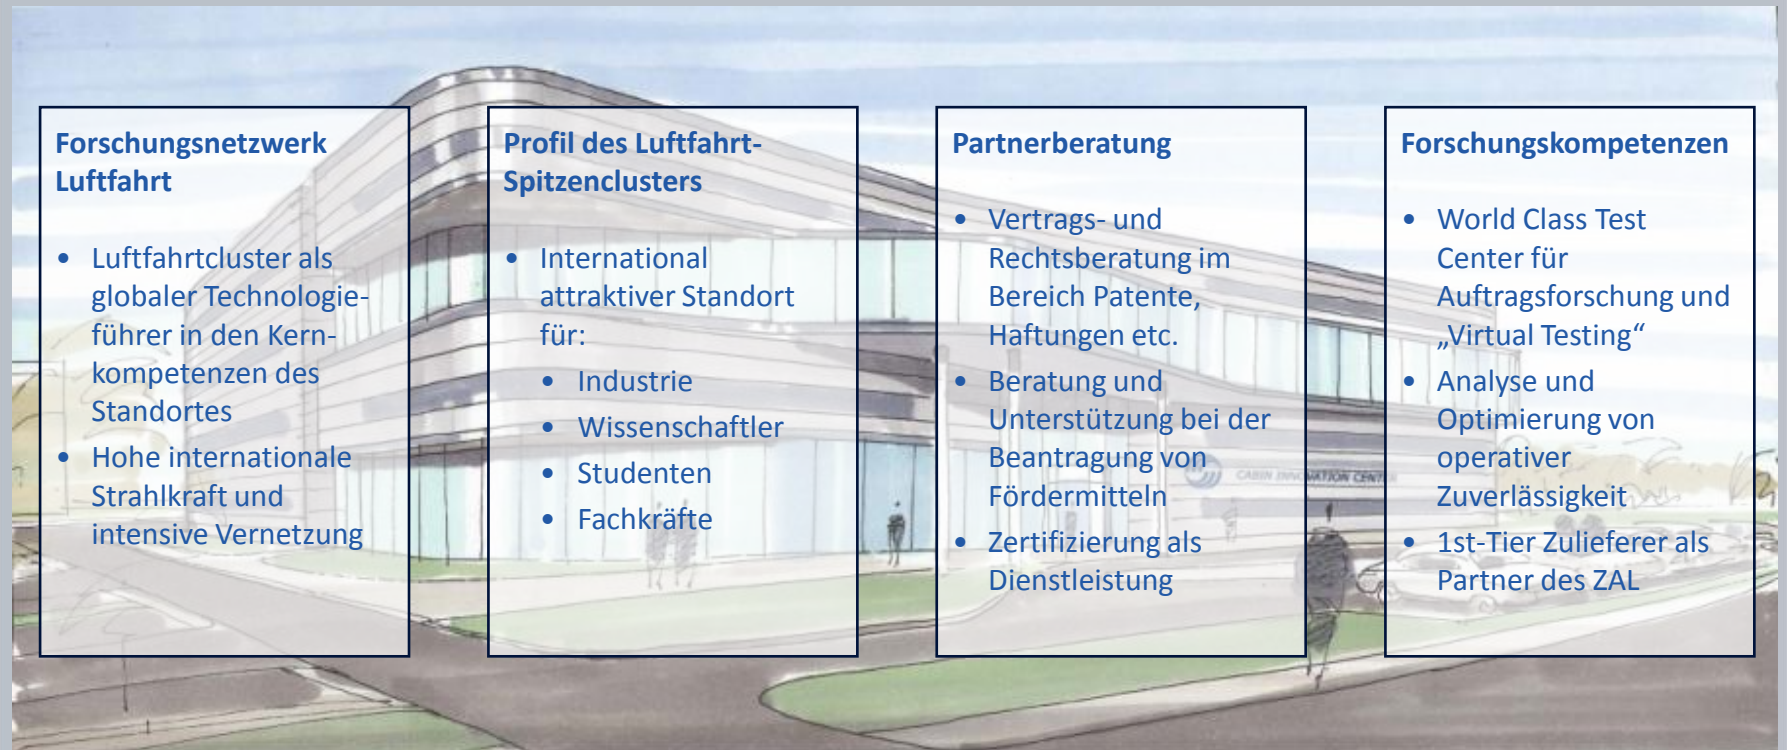 Forschungsnetzwerk
Luftfahrt
• Luftfahrtcluster als
globaler Technologie-
führer in den Kern-
kompetenzen des
Standortes
• Hohe internationale
Strahlkraft und
intensive Vernetzung
Profil des Luftfahrt-
Spitzenclusters
• International
attraktiver Standort
für:
• Industrie
• Wissenschaftler
• Studenten
• Fachkräfte
Partnerberatung
• Vertrags- und
Rechtsberatung im
Bereich Patente,
Haftungen etc.
• Beratung und
Unterstützung bei der
Beantragung von
Fördermitteln
• Zertifizierung als
Dienstleistung
Forschungskompetenzen
• World Class Test
Center für
Auftragsforschung und
„Virtual Testing“
• Analyse und
Optimierung von
operativer
Zuverlässigkeit
• 1st-Tier Zulieferer als
Partner des ZAL
CABIN INNOVATION CENTER